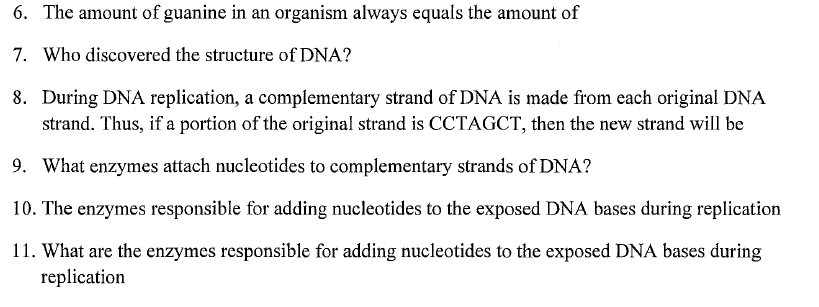 6. The amount of guanine in an organism always equals the amount of
7. Who discovered the structure of DNA?
8. During DNA replication, a complementary strand of DNA is made from each original DNA
strand. Thus, if a portion of the original strand is CCTAGCT, then the new strand will be
9. What enzymes attach nucleotides to complementary strands of DNA?
10. The enzymes responsible for adding nucleotides to the exposed DNA bases during replication
11. What are the enzymes responsible for adding nucleotides to the exposed DNA bases during
replication